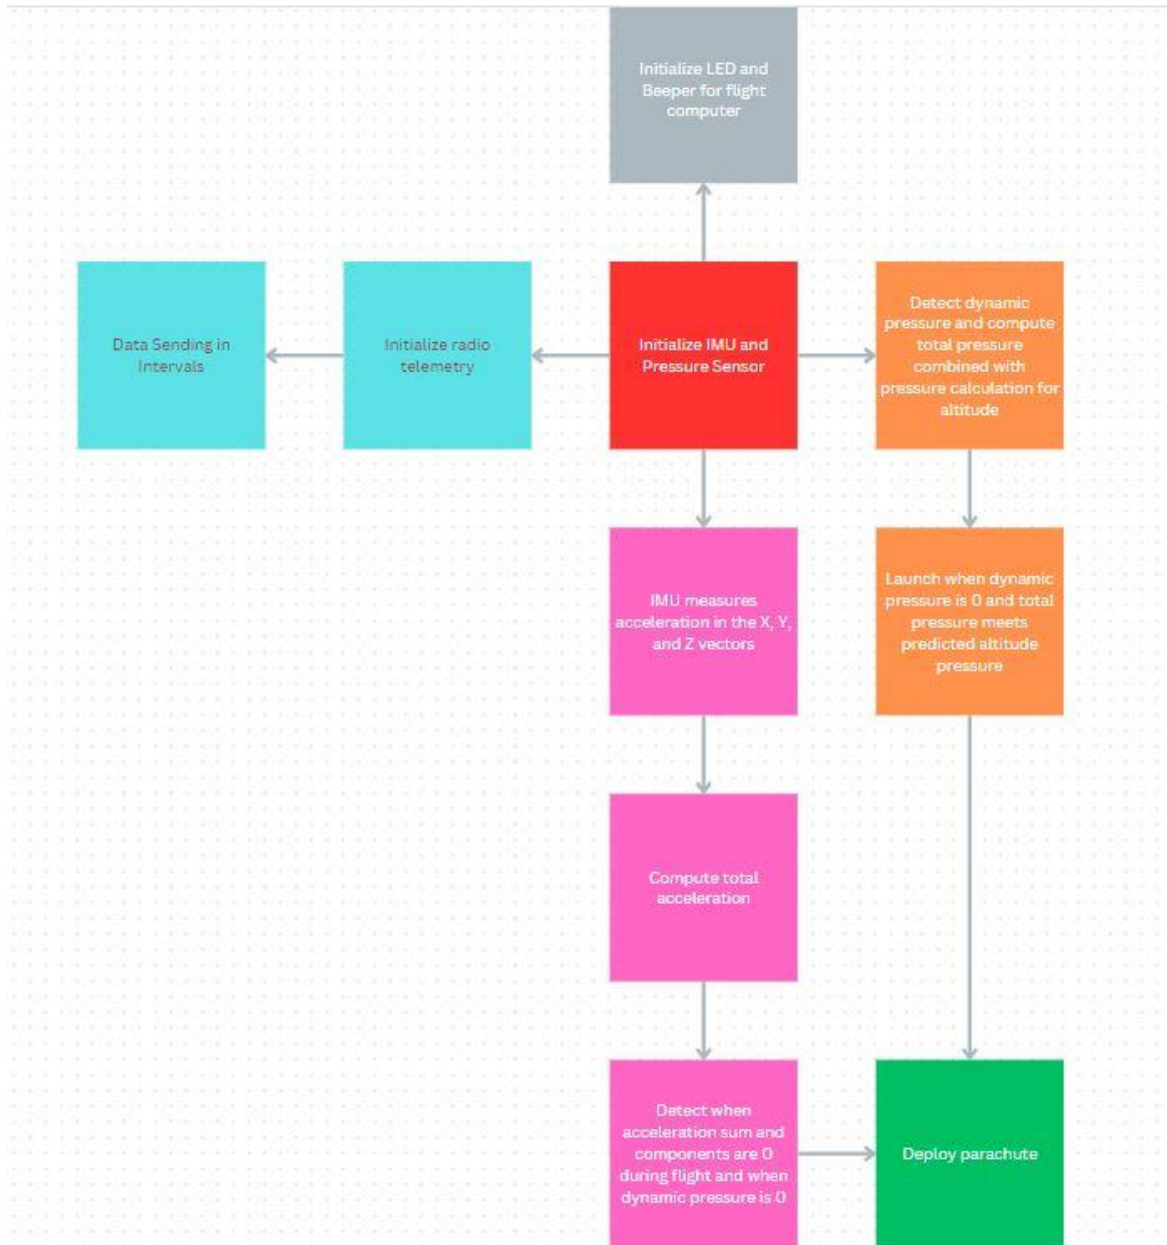 Initialize LED and
Beeper for flight
computer
Data Sending in
Intervals
Initialize radio
telemetry
Initialize IMU and
Pressure Sensor
Detect dynamic
pressure and compute
total pressure
combined with
pressure calculation for
altitude
IMU measures
acceleration in the X, Y,
and Z vectors
Launch when dynamic
pressure is 0 and total
pressure meets
predicted altitude
pressure
Compute total
acceleration
Detect when
acceleration sum and
components are 0
during flight and when
dynamic pressure is 0
Deploy parachute